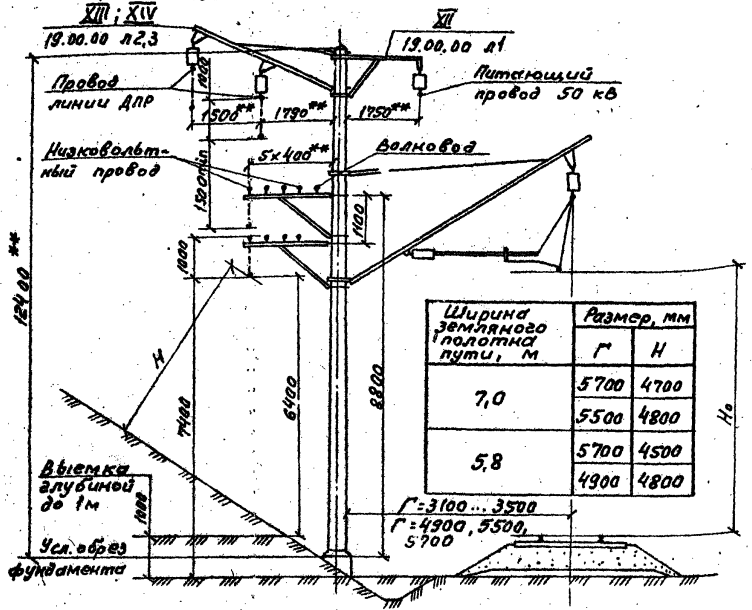 XIII; XIV
19.00.00 л2,3
XII
19.00.00 л1
Провод
линии ДПР
1000
1500**
1790**
1750**
Питающий
провод 50 кВ
Низковольт-
ный провод
5×400**
Волновод
1500min
1100
1000
12400**
H
7400
6400
8800
H₀
Ширина
земляного
полотна
пути, м
Размер, мм
Г
H
7,0
5700
4700
5500
4800
5,8
5700
4500
4900
4800
Выемка
глубиной
до 1м
1000
Г=3100...3500
Г=4900, 5500,
5700
Усл. обрез
фундамента